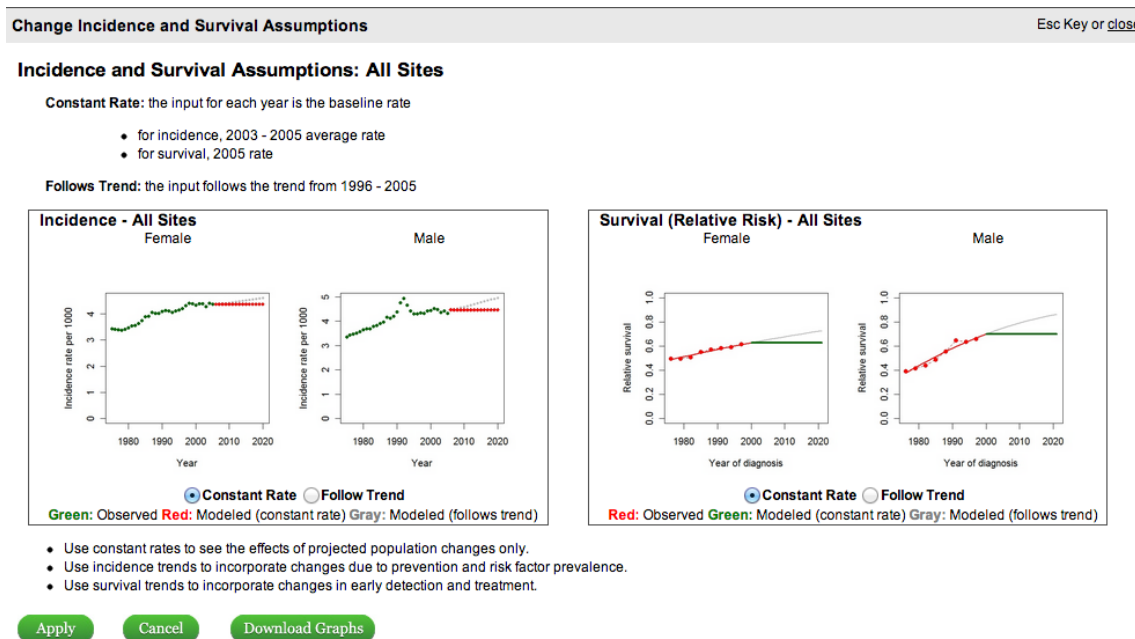 Change Incidence and Survival Assumptions
Esc Key or close
Incidence and Survival Assumptions: All Sites
Constant Rate: the input for each year is the baseline rate
• for incidence, 2003 - 2005 average rate
• for survival, 2005 rate
Follows Trend: the input follows the trend from 1996 - 2005
Incidence - All Sites
Female
Male
Incidence rate per 1000
0 1 2 3 4
1980 1990 2000 2010 2020
Year
Incidence rate per 1000
0 1 2 3 4 5
1980 1990 2000 2010 2020
Year
Constant Rate Follow Trend
Green: Observed Red: Modeled (constant rate) Gray: Modeled (follows trend)
Survival (Relative Risk) - All Sites
Female
Male
Relative survival
0.0 0.2 0.4 0.6 0.8 1.0
1980 1990 2000 2010 2020
Year of diagnosis
Relative survival
0.0 0.2 0.4 0.6 0.8 1.0
1980 1990 2000 2010 2020
Year of diagnosis
Constant Rate Follow Trend
Red: Observed Green: Modeled (constant rate) Gray: Modeled (follows trend)
• Use constant rates to see the effects of projected population changes only.
• Use incidence trends to incorporate changes due to prevention and risk factor prevalence.
• Use survival trends to incorporate changes in early detection and treatment.
Apply
Cancel
Download Graphs